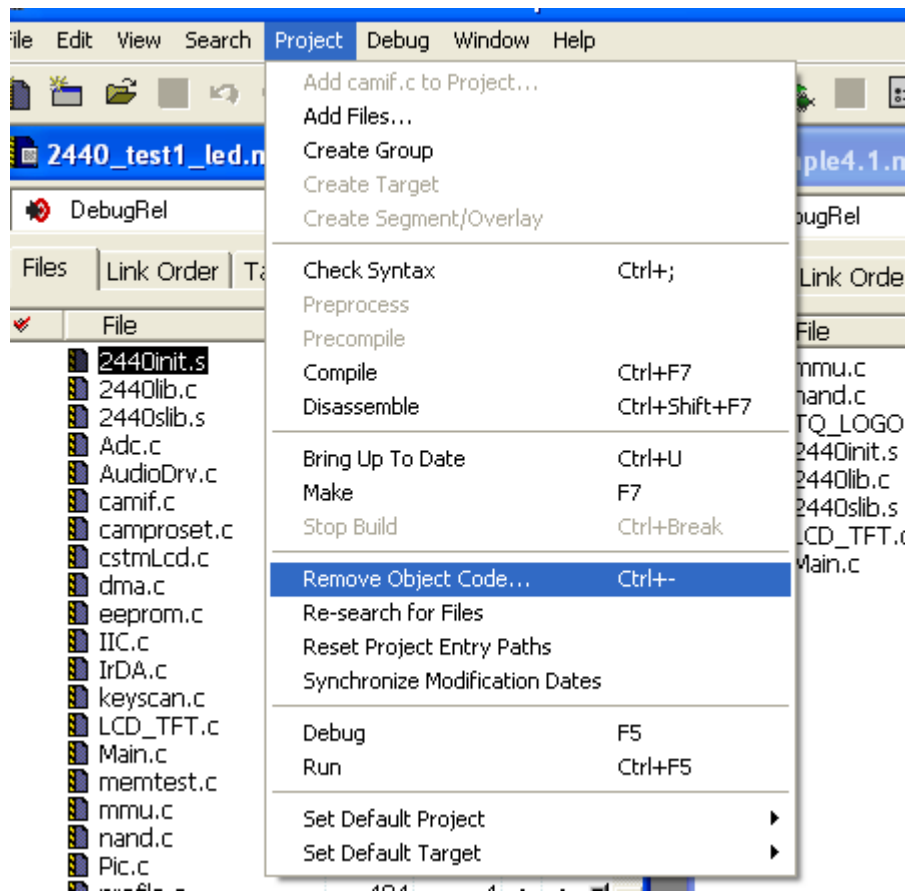 File Edit View Search Project Debug Window Help
2440_test1_led.m
DebugRel
Files Link Order Ta
File
2440init.s
2440lib.c
2440slib.s
Adc.c
AudioDrv.c
camif.c
camproset.c
cstmLcd.c
dma.c
eeprom.c
IIC.c
IrDA.c
keyscan.c
LCD_TFT.c
Main.c
memtest.c
mmu.c
nand.c
Pic.c
Add camif.c to Project...
Add Files...
Create Group
Create Target
Create Segment/Overlay
Check Syntax Ctrl+;
Preprocess
Precompile
Compile Ctrl+F7
Disassemble Ctrl+Shift+F7
Bring Up To Date Ctrl+U
Make F7
Stop Build Ctrl+Break
Remove Object Code... Ctrl+-
Re-search for Files
Reset Project Entry Paths
Synchronize Modification Dates
Debug F5
Run Ctrl+F5
Set Default Project
Set Default Target
ple4.1.m
bugRel
Link Orde
File
mmu.c
nand.c
TQ_LOGO
2440init.s
2440lib.c
2440slib.s
LCD_TFT.c
Main.c